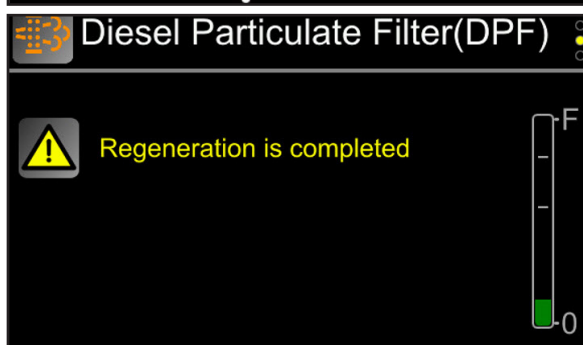 Diesel Particulate Filter(DPF)
F
Regeneration is completed
0